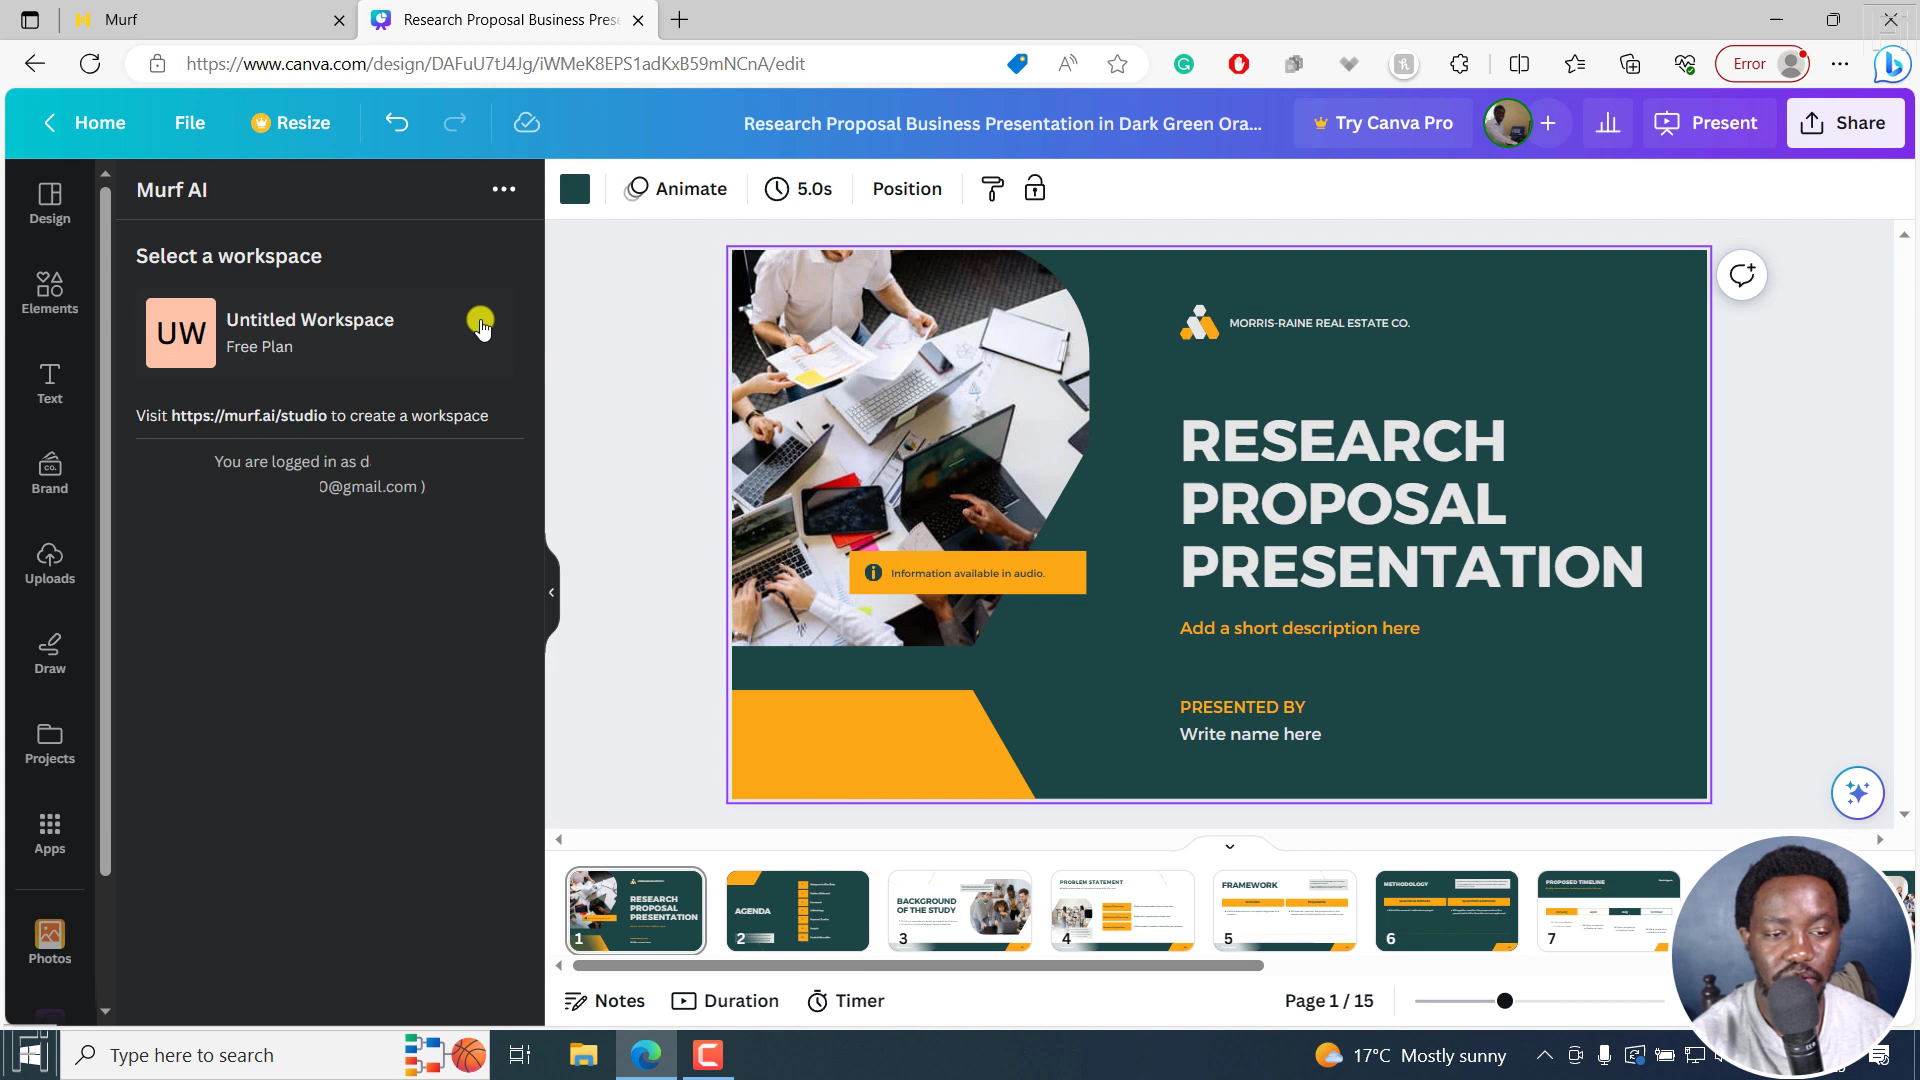 Murf
Research Proposal Business Prese
https://www.canva.com/design/DAFuU7tJ4Jg/iWMeK8EPS1adKxB59mNCnA/edit
Error
Home
File
Resize
Research Proposal Business Presentation in Dark Green Ora...
Try Canva Pro
Present
Share
Design
Elements
Text
Brand
Uploads
Draw
Projects
Apps
Photos
Murf AI
Select a workspace
UW
Untitled Workspace
Free Plan
Visit https://murf.ai/studio to create a workspace
You are logged in as d
0@gmail.com )
Animate
5.0s
Position
MORRIS-RAINE REAL ESTATE CO.
RESEARCH
PROPOSAL
PRESENTATION
Information available in audio.
Add a short description here
PRESENTED BY
Write name here
RESEARCH
PROPOSAL
PRESENTATION
1
AGENDA
2
BACKGROUND
OF THE STUDY
3
PROBLEM STATEMENT
4
FRAMEWORK
5
METHODOLOGY
6
PROPOSED TIMELINE
7
Notes
Duration
Timer
Page 1 / 15
Type here to search
17°C Mostly sunny